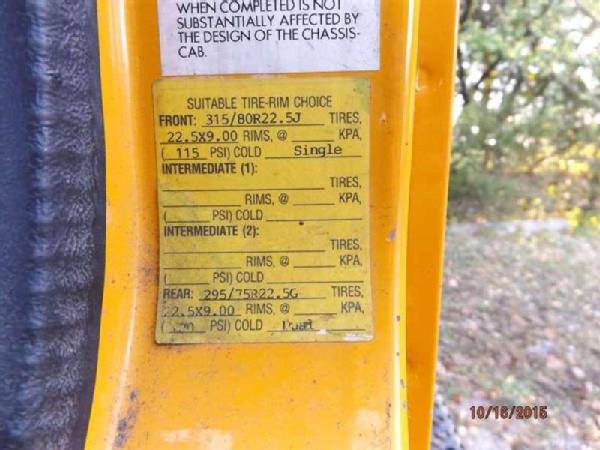 WHEN COMPLETED IS NOT
SUBSTANTIALLY AFFECTED BY
THE DESIGN OF THE CHASSIS-
CAB.
SUITABLE TIRE-RIM CHOICE
FRONT: 315/80R22.5J TIRES,
22.5X9.00 RIMS, @ KPA,
( 115 PSI) COLD Single
INTERMEDIATE (1):
TIRES,
RIMS, @ KPA,
( PSI) COLD
INTERMEDIATE (2):
TIRES,
RIMS, @ KPA,
( PSI) COLD
REAR: 295/75R22.5G TIRES,
22.5X9.00 RIMS, @ KPA,
( PSI) COLD Dual
10/16/2015